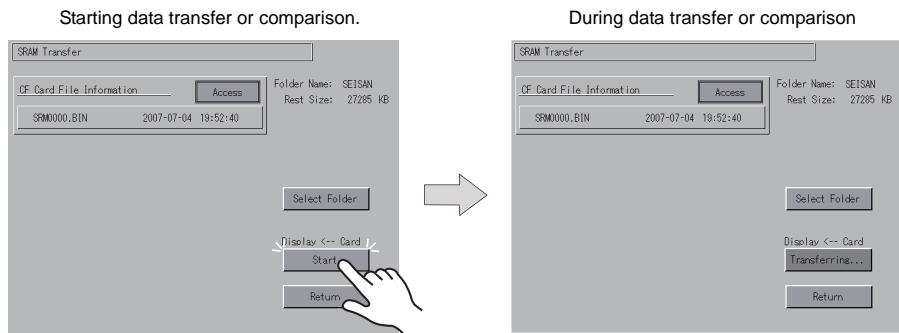 Starting data transfer or comparison.
SRAM Transfer
CF Card File Information
Access
Folder Name: SEISAN
Rest Size: 27285 KB
SRM0000.BIN 2007-07-04 19:52:40
Select Folder
Display <-- Card
Start
Return
During data transfer or comparison
SRAM Transfer
CF Card File Information
Access
Folder Name: SEISAN
Rest Size: 27285 KB
SRM0000.BIN 2007-07-04 19:52:40
Select Folder
Display <-- Card
Transferring...
Return